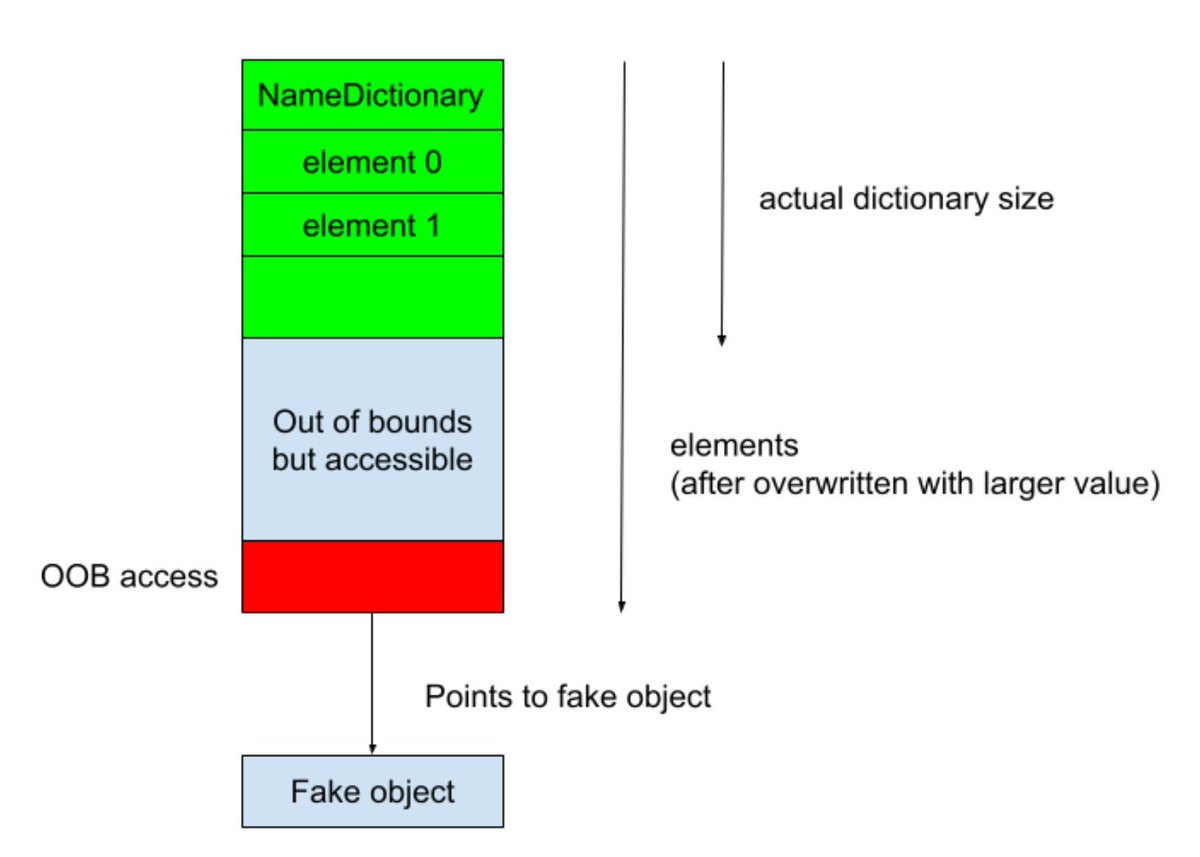 NameDictionary
element 0
element 1
actual dictionary size
Out of bounds
but accessible
elements
(after overwritten with larger value)
OOB access
Points to fake object
Fake object